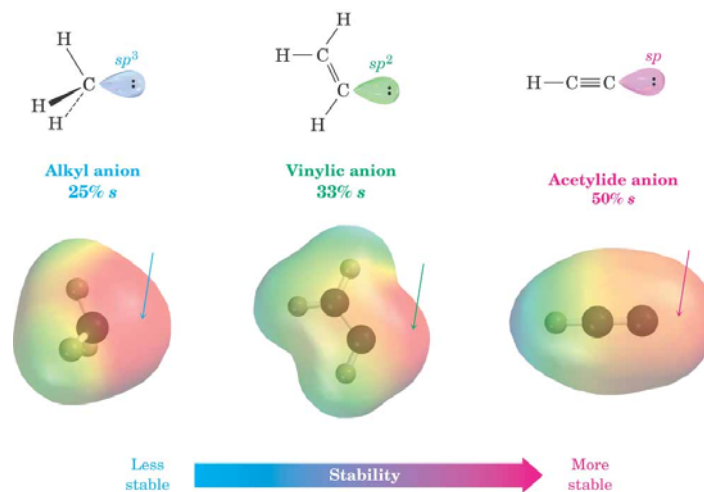 H
sp³
C
:
H
H
H
H
C
sp²
C
:
H
sp
H—C≡C
:
Alkyl anion
25% s
Vinylic anion
33% s
Acetylide anion
50% s
Less
stable
Stability
More
stable